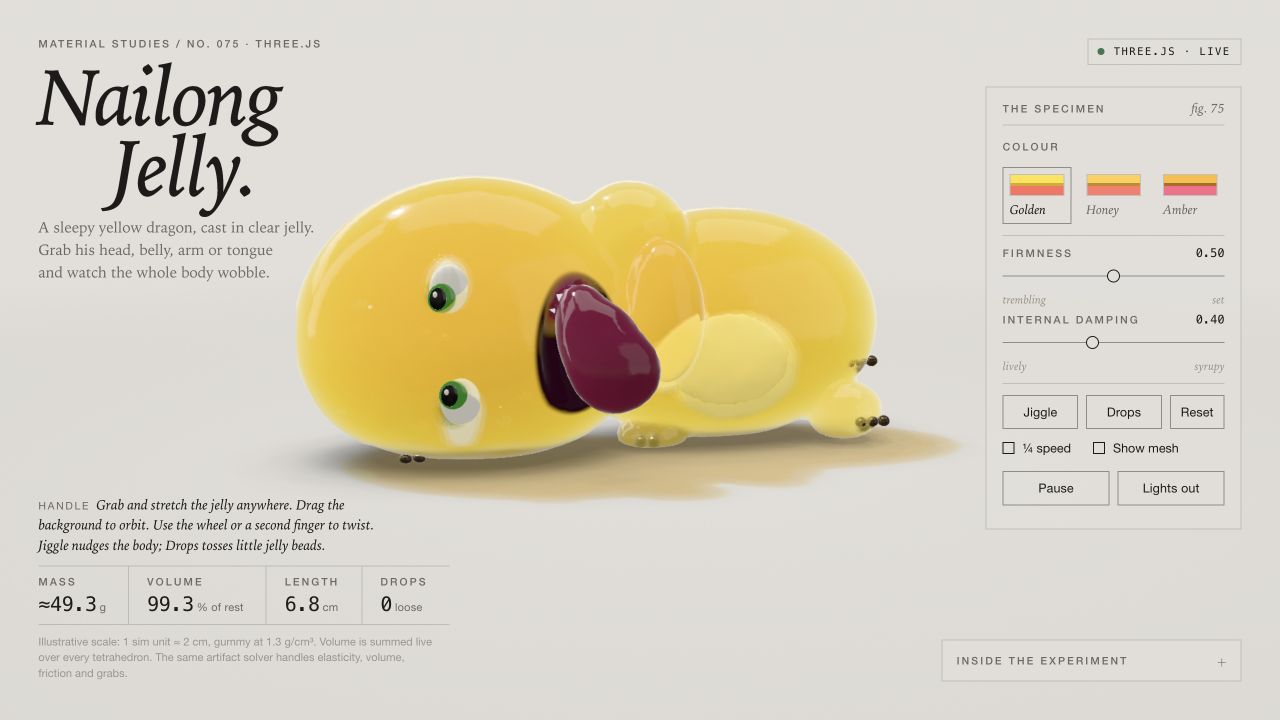 MATERIAL STUDIES / NO. 075 · THREE.JS
Nailong
Jelly.
A sleepy yellow dragon, cast in clear jelly.
Grab his head, belly, arm or tongue
and watch the whole body wobble.
THREE.JS · LIVE
THE SPECIMEN fig. 75
COLOUR
Golden Honey Amber
FIRMNESS 0.50
trembling set
INTERNAL DAMPING 0.40
lively syrupy
Jiggle Drops Reset
¼ speed Show mesh
Pause Lights out
HANDLE Grab and stretch the jelly anywhere. Drag the
background to orbit. Use the wheel or a second finger to twist.
Jiggle nudges the body; Drops tosses little jelly beads.
MASS VOLUME LENGTH DROPS
≈49.3 g 99.3 % of rest 6.8 cm 0 loose
Illustrative scale: 1 sim unit = 2 cm, gummy at 1.3 g/cm³. Volume is summed live
over every tetrahedron. The same artifact solver handles elasticity, volume,
friction and grabs.
INSIDE THE EXPERIMENT +